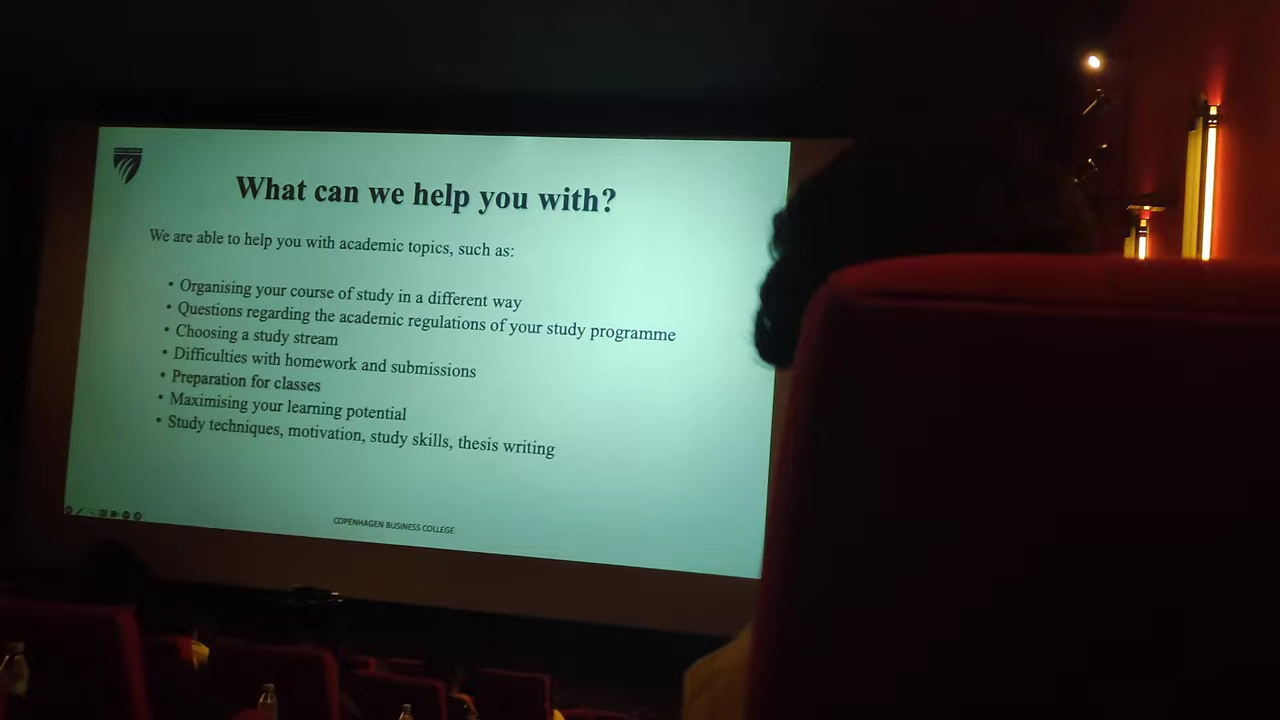 What can we help you with?
We are able to help you with academic topics, such as:
• Organising your course of study in a different way
• Questions regarding the academic regulations of your study programme
• Choosing a study stream
• Difficulties with homework and submissions
• Preparation for classes
• Maximising your learning potential
• Study techniques, motivation, study skills, thesis writing
COPENHAGEN BUSINESS COLLEGE